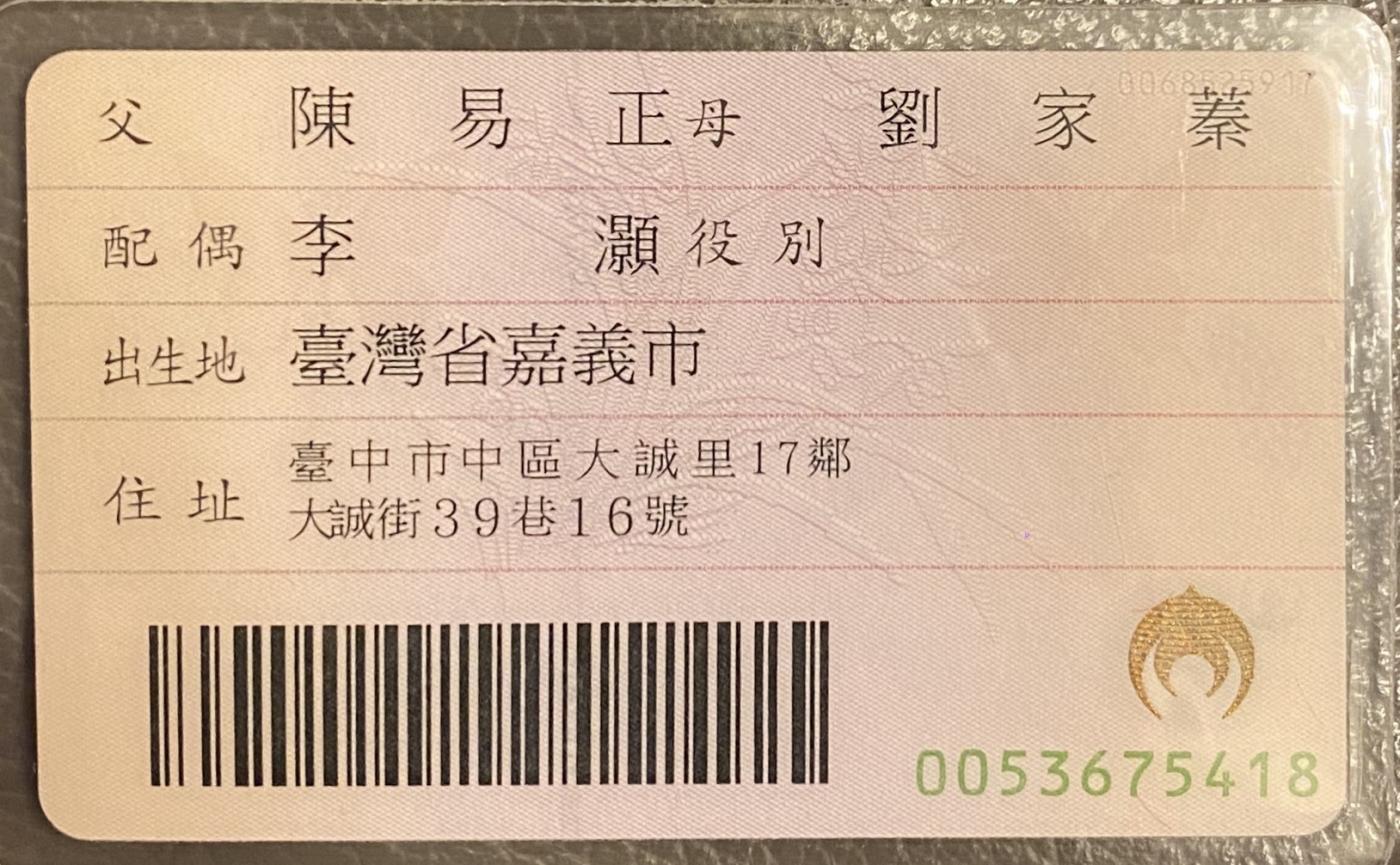 0068525917
父 陳易正 母 劉家蓁
配偶 李灝 役別
出生地 臺灣省嘉義市
住址 臺中市中區大誠里17鄰
大誠街39巷16號
0053675418